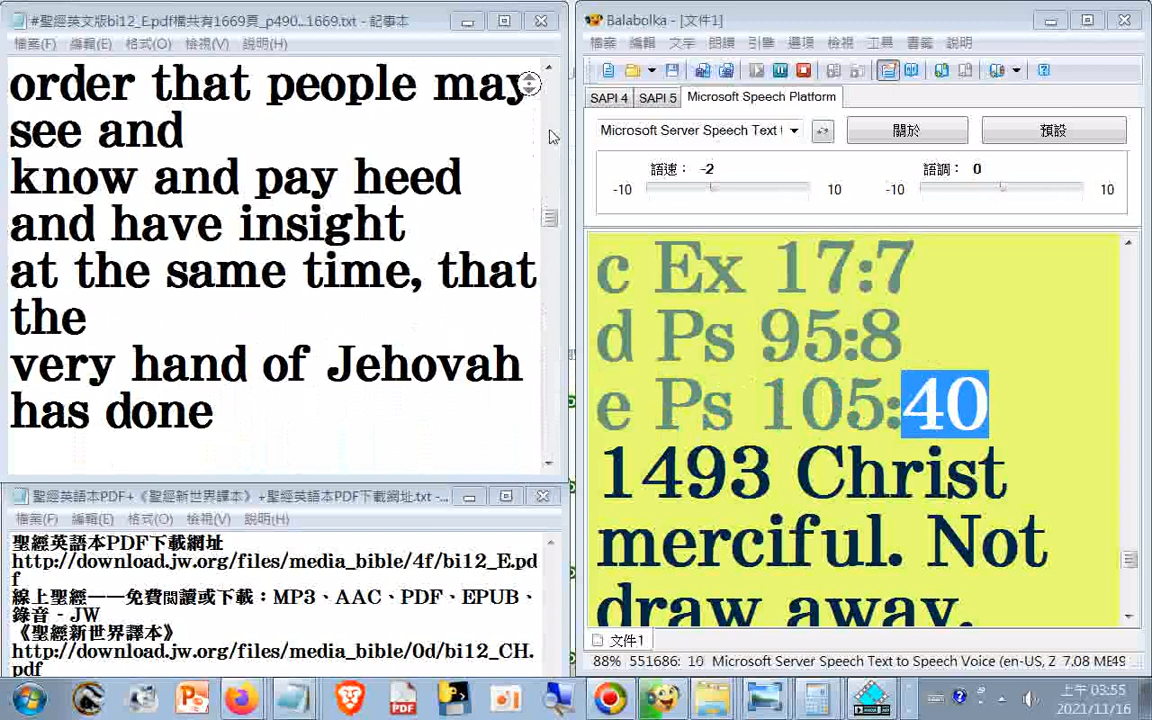 #聖經英文版bi12_E.pdf檔共有1669頁_p490...1669.txt - 記事本
檔案(F) 編輯(E) 格式(O) 檢視(V) 說明(H)
order that people may
see and
know and pay heed
and have insight
at the same time, that
the
very hand of Jehovah
has done
聖經英語本PDF+《聖經新世界譯本》+聖經英語本PDF下載網址.txt -...
檔案(F) 編輯(E) 格式(O) 檢視(V) 說明(H)
聖經英語本PDF下載網址
http://download.jw.org/files/media_bible/4f/bi12_E.pd
f
線上聖經——免費閱讀或下載：MP3、AAC、PDF、EPUB、
錄音 - JW
《聖經新世界譯本》
http://download.jw.org/files/media_bible/0d/bi12_CH.
pdf
Balabolka - [文件1]
檔案 編輯 文字 朗讀 引擎 選項 檢視 工具 書籤 說明
SAPI 4 SAPI 5 Microsoft Speech Platform
Microsoft Server Speech Text 關於 預設
語速： -2 語調： 0
-10 10 -10 10
c Ex 17:7
d Ps 95:8
e Ps 105:40
1493 Christ
merciful. Not
draw away.
文件1
88% 551686: 10 Microsoft Server Speech Text to Speech Voice (en-US, Z 7.08 ME49
PDF
上午 03:55
2021/11/16